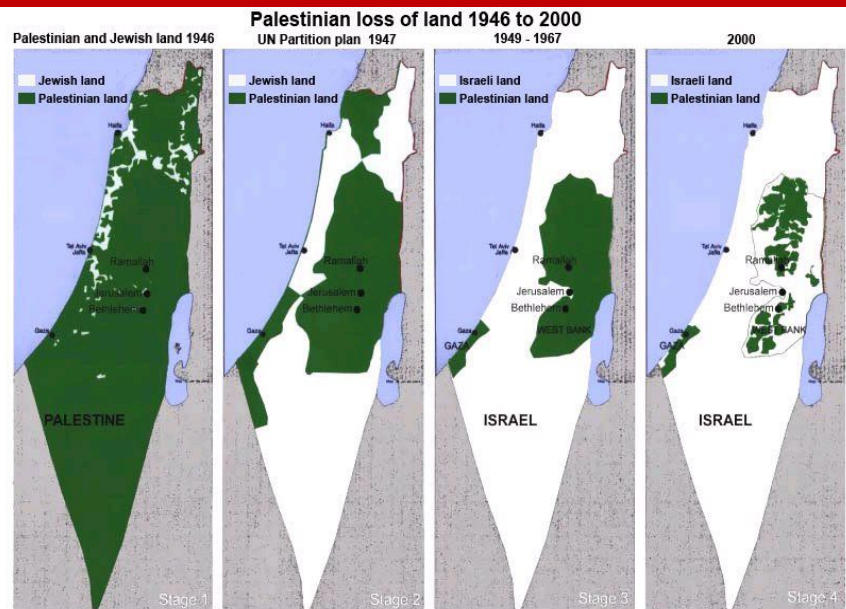 Palestinian loss of land 1946 to 2000
Palestinian and Jewish land 1946
Jewish land
Palestinian land
Haifa
Tel Aviv
Jaffa
Ramallah
Jerusalem
Bethlehem
Gaza
PALESTINE
Stage 1
UN Partition plan 1947
Jewish land
Palestinian land
Haifa
Tel Aviv
Jaffa
Ramallah
Jerusalem
Bethlehem
Gaza
Stage 2
1949 - 1967
Israeli land
Palestinian land
Haifa
Tel Aviv
Jaffa
Ramallah
Jerusalem
Bethlehem
Gaza
GAZA
WEST BANK
ISRAEL
Stage 3
2000
Israeli land
Palestinian land
Haifa
Tel Aviv
Jaffa
Ramallah
Jerusalem
Bethlehem
Gaza
GAZA
WEST BANK
ISRAEL
Stage 4